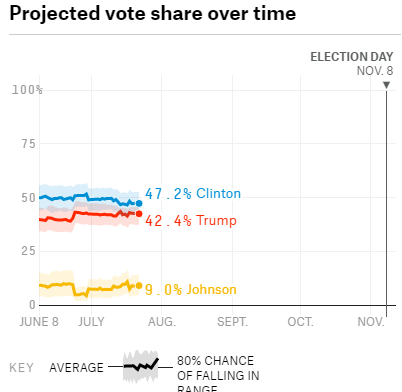 Projected vote share over time
ELECTION DAY
NOV. 8
100%
75
50
47.2% Clinton
42.4% Trump
25
9.0% Johnson
0
JUNE 8 JULY AUG. SEPT. OCT. NOV.
KEY AVERAGE 80% CHANCE
OF FALLING IN
RANGE